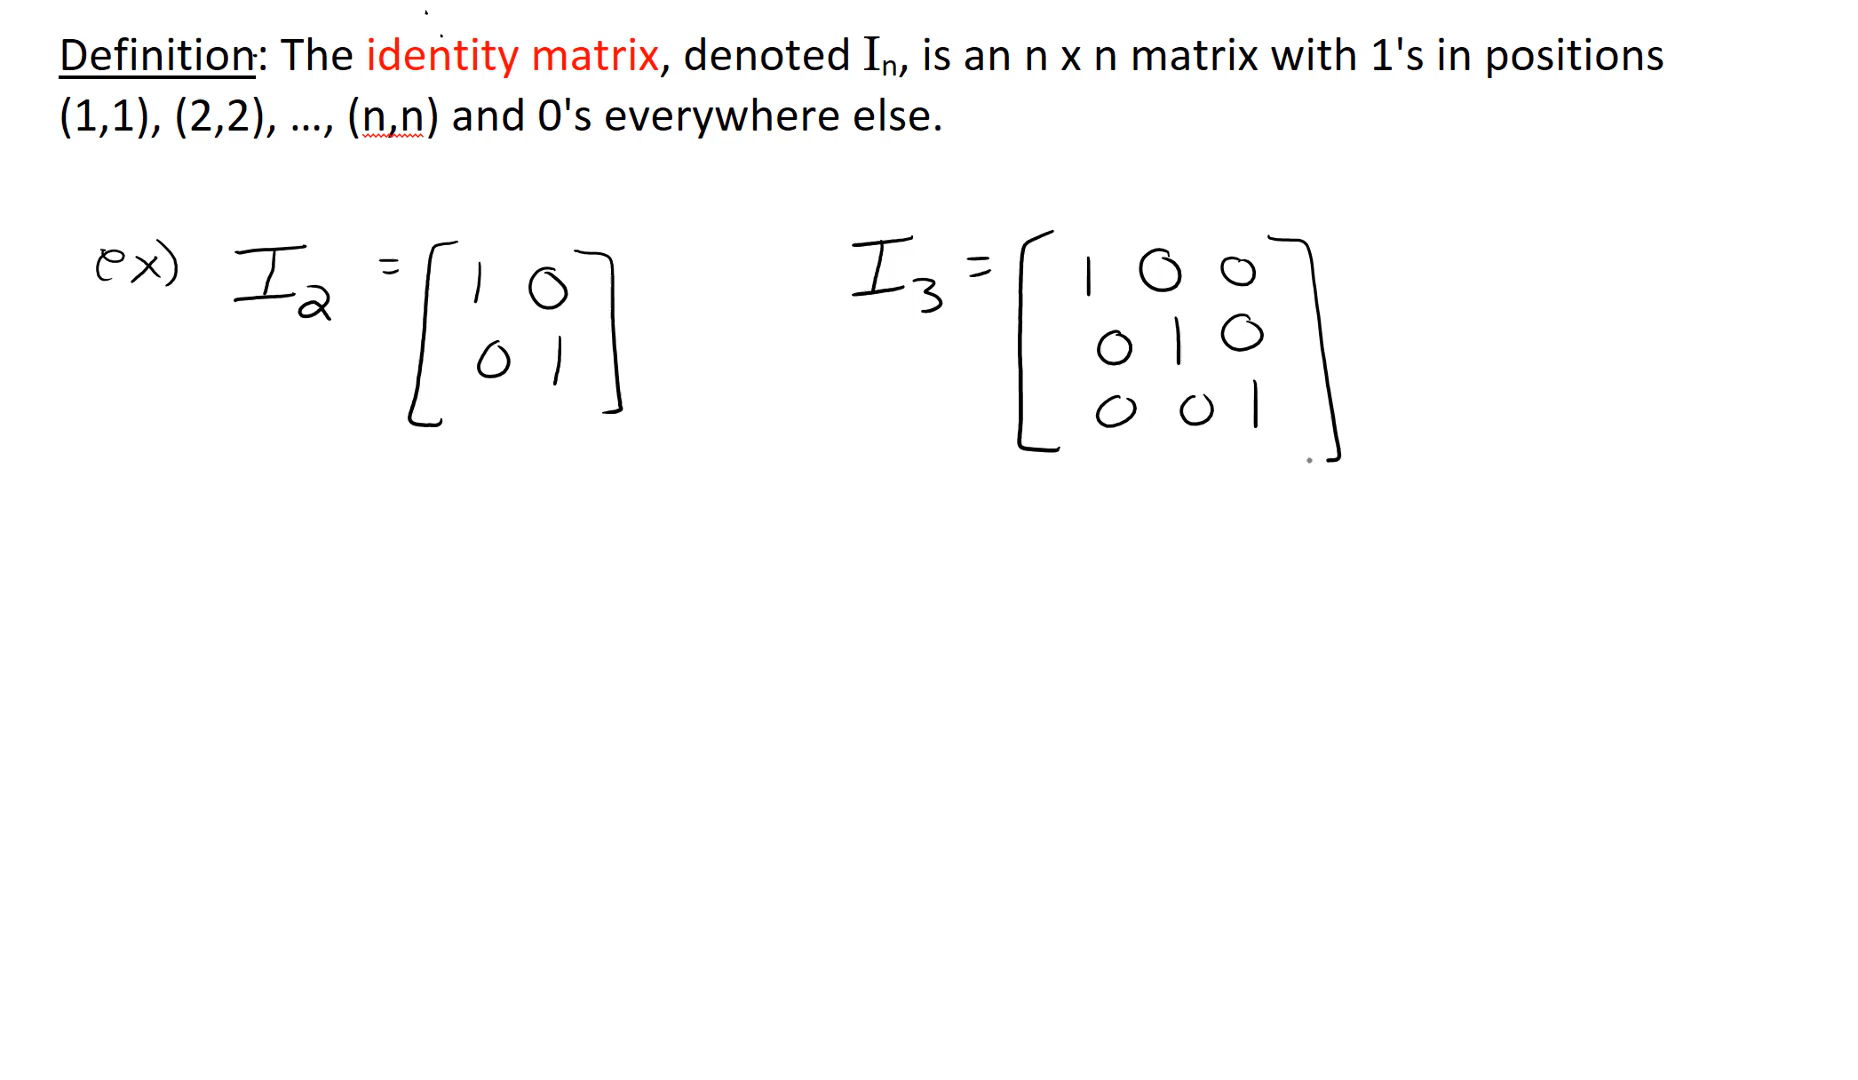 Definition: The identity matrix, denoted Iₙ, is an n x n matrix with 1's in positions
(1,1), (2,2), ..., (n,n) and 0's everywhere else.
ex) I₂ = [1 0
0 1]
I₃ = [1 0 0
0 1 0
0 0 1]